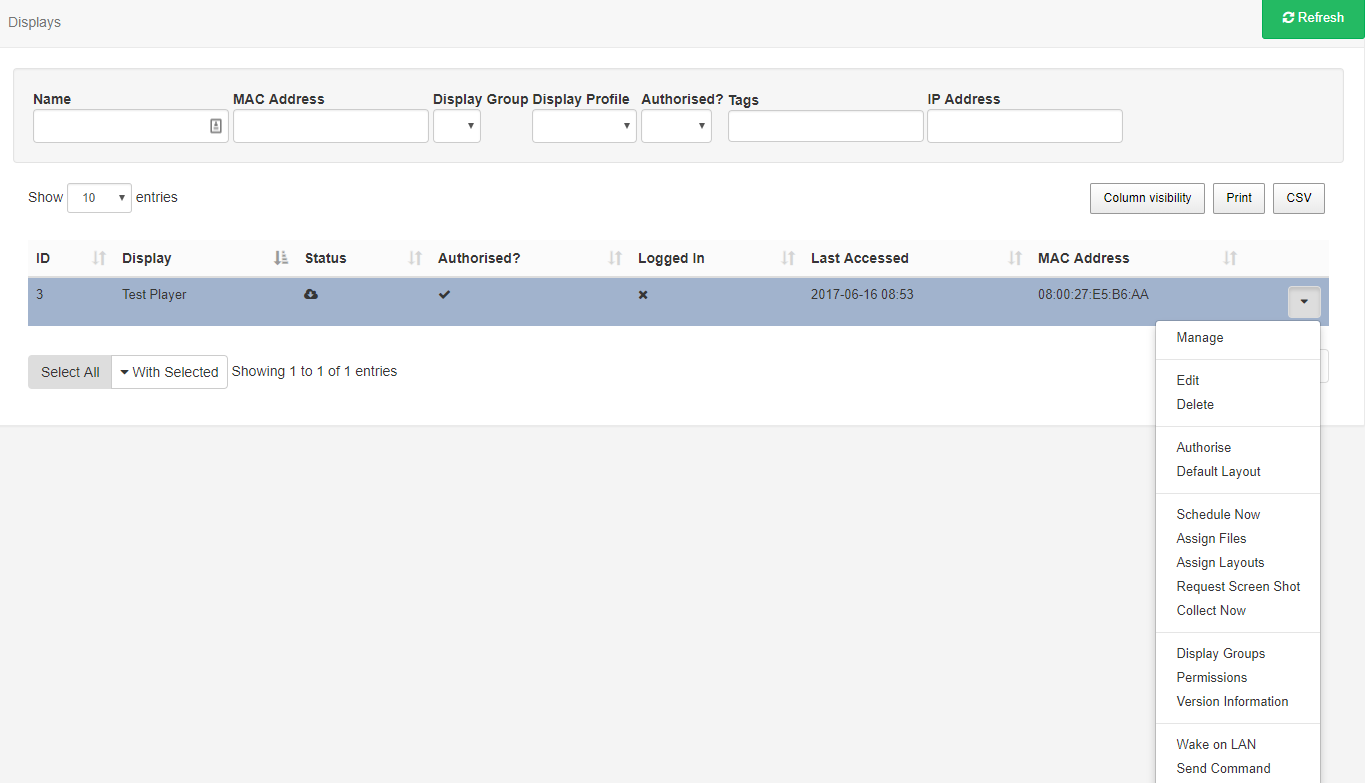 Displays
Refresh
Name MAC Address Display Group Display Profile Authorised? Tags IP Address
Show 10 entries
Column visibility Print CSV
ID Display Status Authorised? Logged In Last Accessed MAC Address
3 Test Player 2017-06-16 08:53 08:00:27:E5:B6:AA
Select All With Selected Showing 1 to 1 of 1 entries
Manage
Edit
Delete
Authorise
Default Layout
Schedule Now
Assign Files
Assign Layouts
Request Screen Shot
Collect Now
Display Groups
Permissions
Version Information
Wake on LAN
Send Command